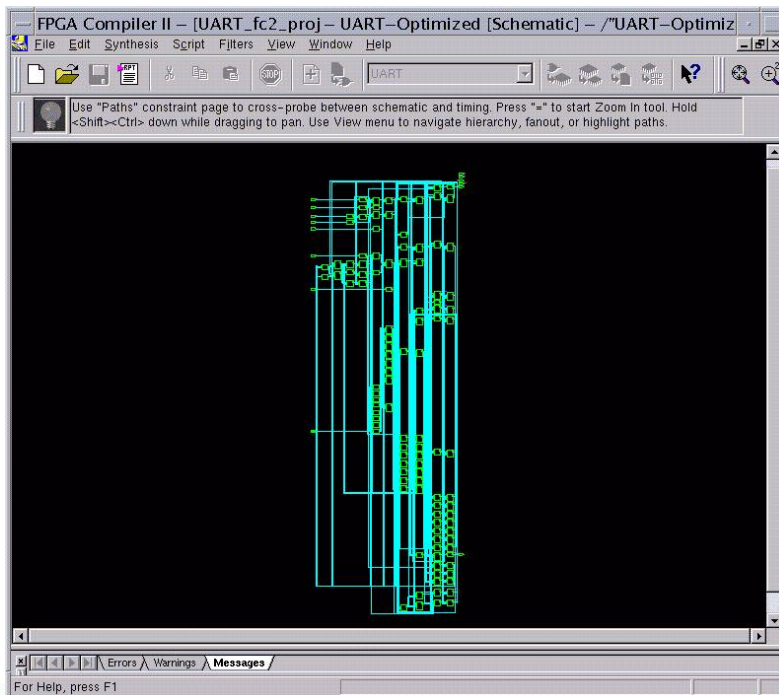 FPGA Compiler II – [UART_fc2_proj – UART–Optimized [Schematic] – /"UART–Optimiz
File Edit Synthesis Script Filters View Window Help
RPT STOP UART
Use "Paths" constraint page to cross–probe between schematic and timing. Press "=" to start Zoom In tool. Hold
<Shift><Ctrl> down while dragging to pan. Use View menu to navigate hierarchy, fanout, or highlight paths.
Errors Warnings Messages
For Help, press F1